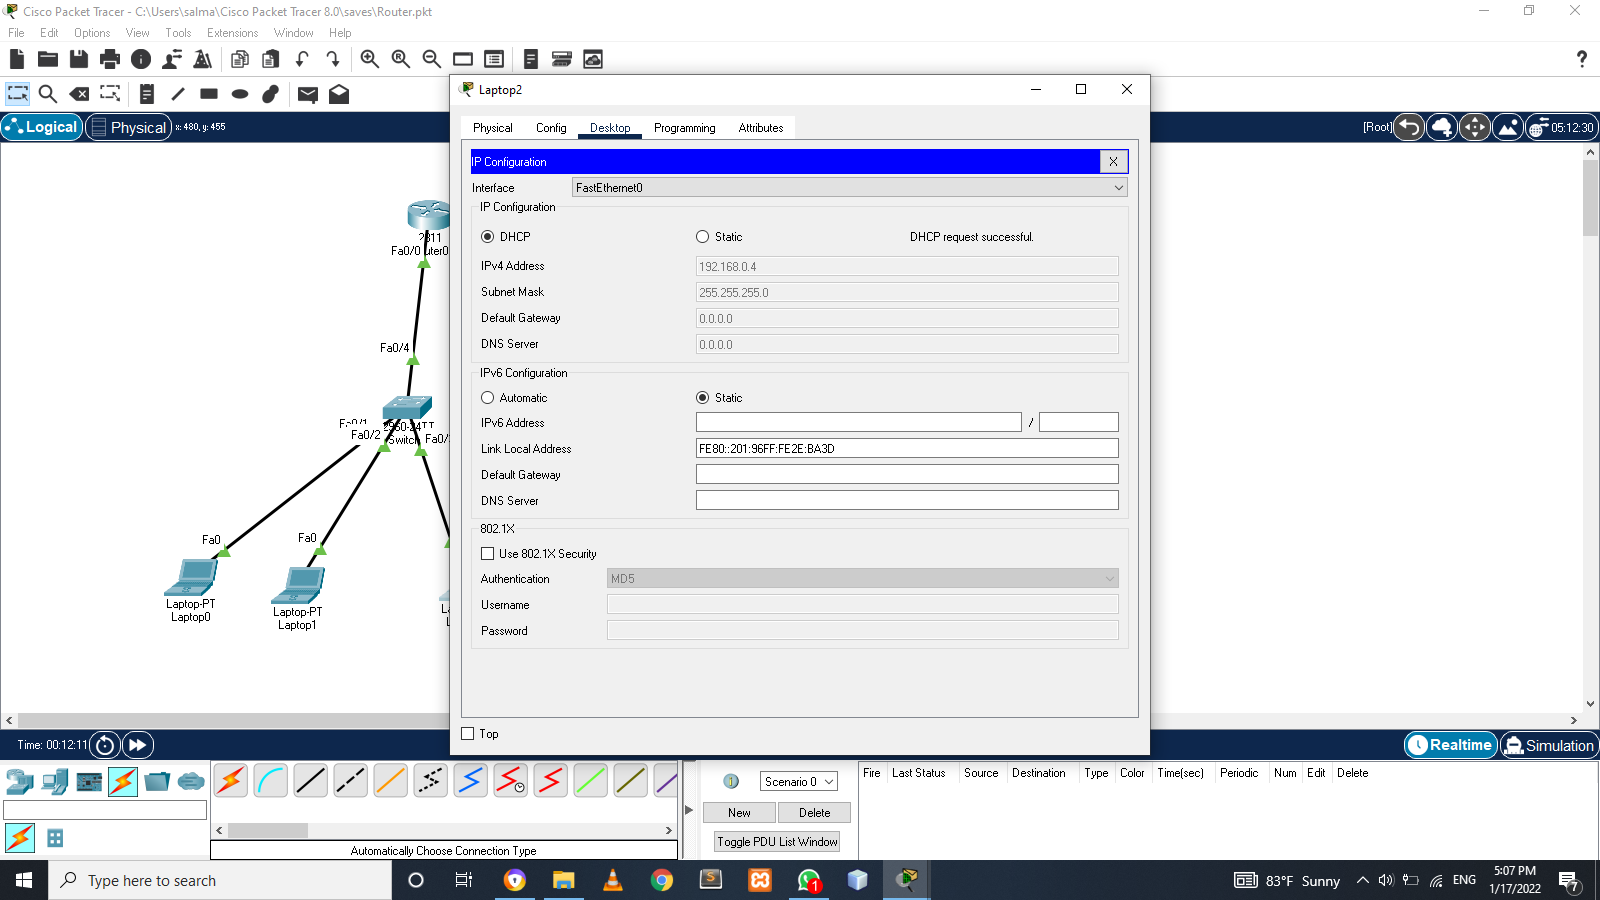 Cisco Packet Tracer - C:\Users\salma\Cisco Packet Tracer 8.0\saves\Router.pkt
File Edit Options View Tools Extensions Window Help
?
Logical Physical x: 480, y: 455
[Root] 05:12:30
2811
Fa0/0 uter0
Fa0/4
Fa0/1
2960-24TT
Fa0/2
Switch
Fa0
Fa0
Laptop-PT
Laptop0
Laptop-PT
Laptop1
Laptop2
Physical Config Desktop Programming Attributes
IP Configuration X
Interface FastEthernet0
IP Configuration
DHCP Static DHCP request successful.
IPv4 Address 192.168.0.4
Subnet Mask 255.255.255.0
Default Gateway 0.0.0.0
DNS Server 0.0.0.0
IPv6 Configuration
Automatic Static
IPv6 Address /
Link Local Address FE80::201:96FF:FE2E:BA3D
Default Gateway
DNS Server
802.1X
Use 802.1X Security
Authentication MD5
Username
Password
Top
Time: 00:12:11
Realtime Simulation
Scenario 0
New Delete
Toggle PDU List Window
Fire Last Status Source Destination Type Color Time(sec) Periodic Num Edit Delete
Automatically Choose Connection Type
Type here to search
1
83°F Sunny
ENG
5:07 PM
1/17/2022
7